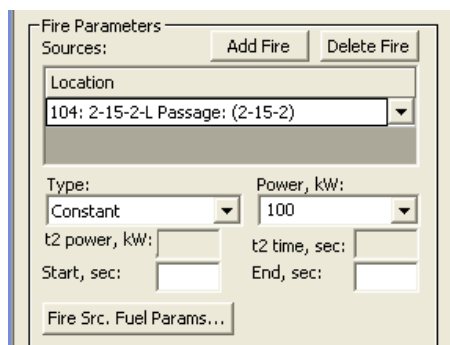 Fire Parameters
Sources: Add Fire Delete Fire
Location
104: 2-15-2-L Passage: (2-15-2)
Type: Power, kW:
Constant 100
t2 power, kW: t2 time, sec:
Start, sec: End, sec:
Fire Src. Fuel Params...